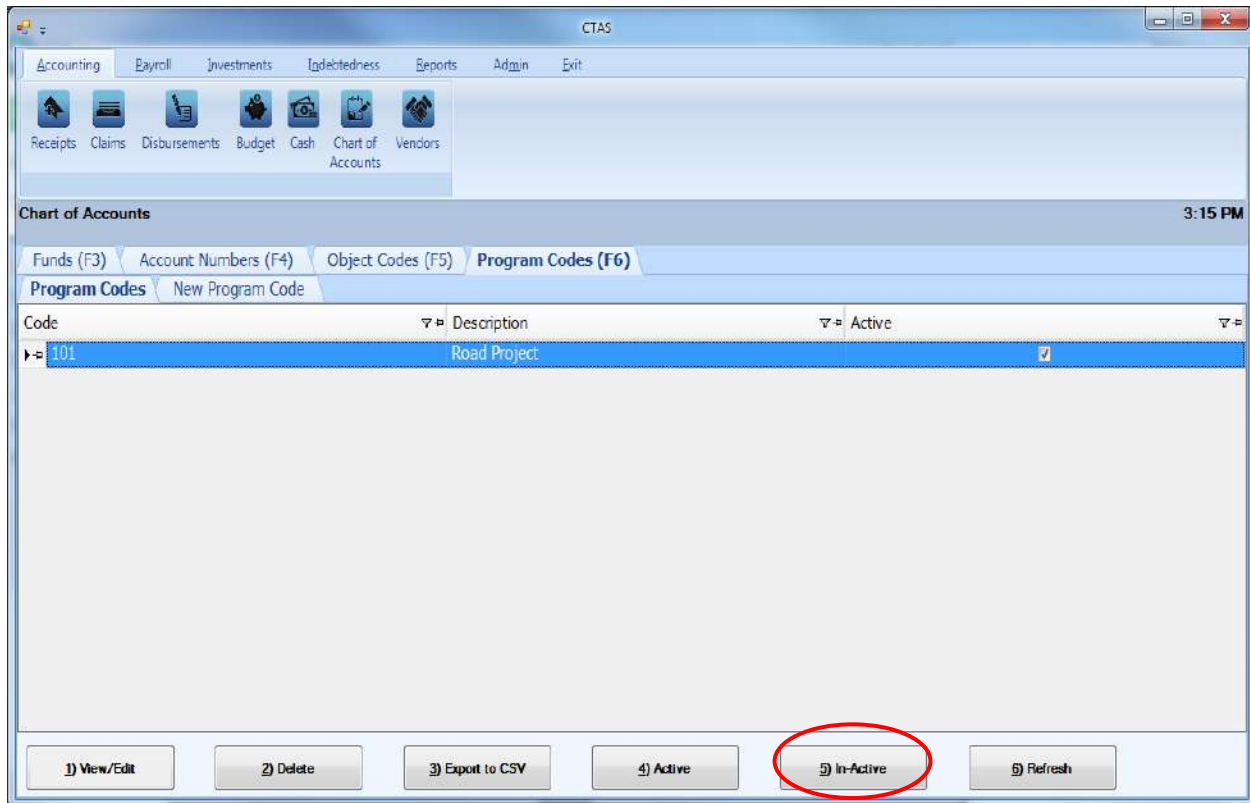 CTAS
Accounting Payroll Investments Indebtedness Reports Admin Exit
Receipts Claims Disbursements Budget Cash Chart of Accounts Vendors
Chart of Accounts 3:15 PM
Funds (F3) Account Numbers (F4) Object Codes (F5) Program Codes (F6)
Program Codes New Program Code
Code Description Active
101 Road Project
1) View/Edit 2) Delete 3) Export to CSV 4) Active 5) In-Active 6) Refresh